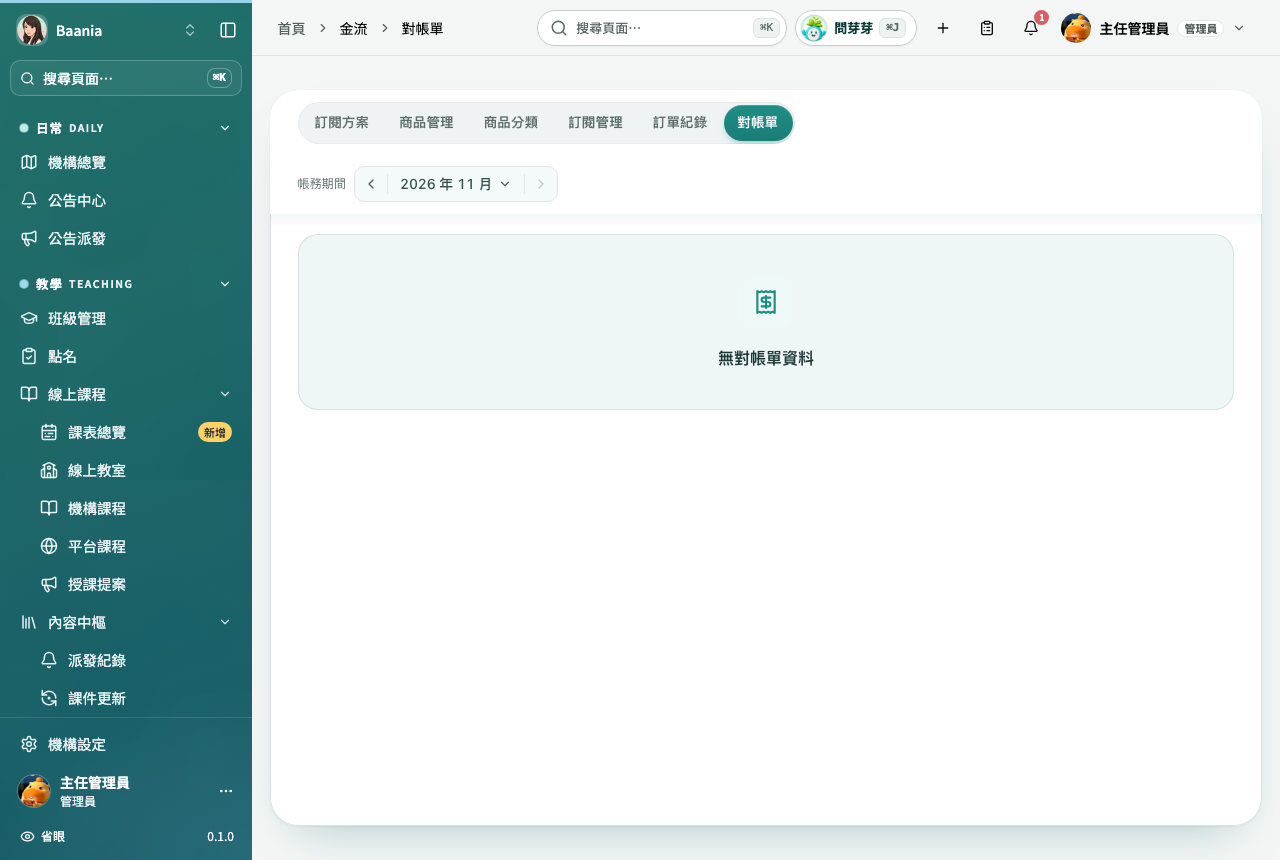 Baania
搜尋頁面… ⌘K
日常 DAILY
機構總覽
公告中心
公告派發
教學 TEACHING
班級管理
點名
線上課程
課表總覽 新增
線上教室
機構課程
平台課程
授課提案
內容中樞
派發紀錄
課件更新
機構設定
主任管理員
管理員
省眼 0.1.0
首頁 金流 對帳單
搜尋頁面… ⌘K
問芽芽 ⌘J
1
主任管理員 管理員
訂閱方案 商品管理 商品分類 訂閱管理 訂單紀錄 對帳單
帳務期間 2026 年 11 月
無對帳單資料